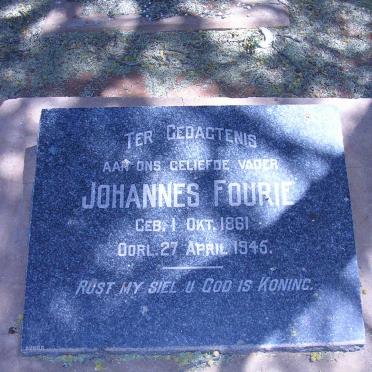 TER GEDACTENIS
AAN ONS GELIEFDE VADER
JOHANNES FOURIE
GEB. 1 OKT. 1861
OORL. 27 APRIL 1945.
RUST MY SIEL U GOD IS KONING.